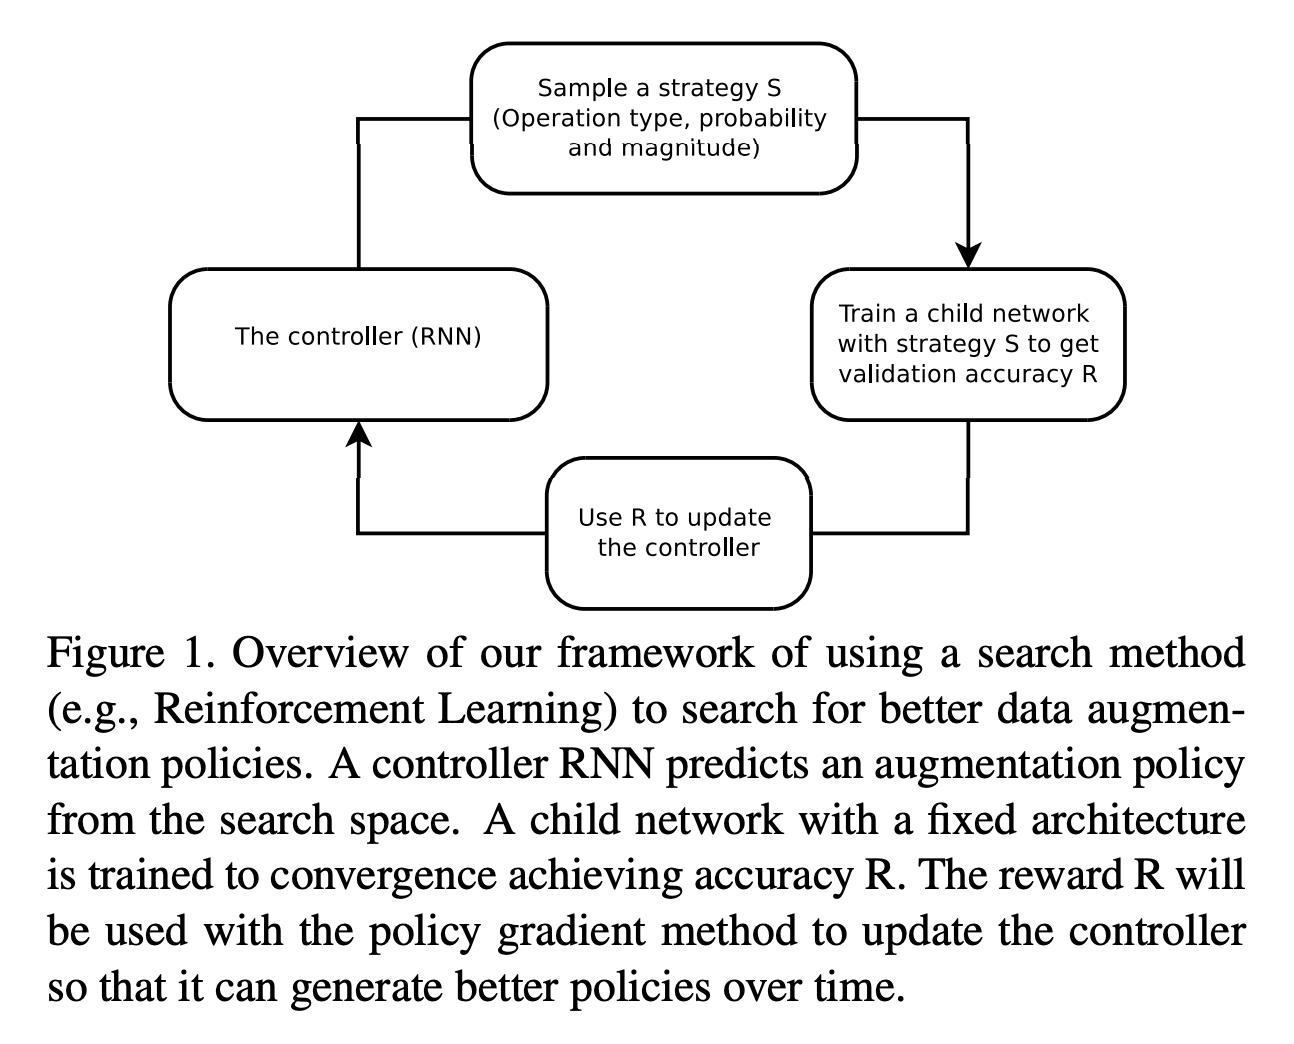 Sample a strategy S
(Operation type, probability
and magnitude)
The controller (RNN)
Train a child network
with strategy S to get
validation accuracy R
Use R to update
the controller
Figure 1. Overview of our framework of using a search method
(e.g., Reinforcement Learning) to search for better data augmen-
tation policies. A controller RNN predicts an augmentation policy
from the search space. A child network with a fixed architecture
is trained to convergence achieving accuracy R. The reward R will
be used with the policy gradient method to update the controller
so that it can generate better policies over time.